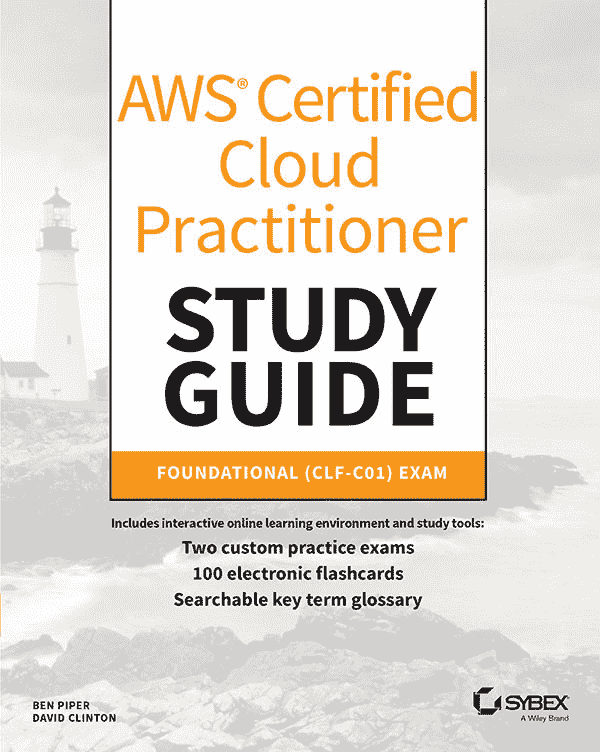 AWS® Certified
Cloud
Practitioner
STUDY
GUIDE
FOUNDATIONAL (CLF-C01) EXAM
Includes interactive online learning environment and study tools:
Two custom practice exams
100 electronic flashcards
Searchable key term glossary
BEN PIPER
DAVID CLINTON
SYBEX®
A Wiley Brand